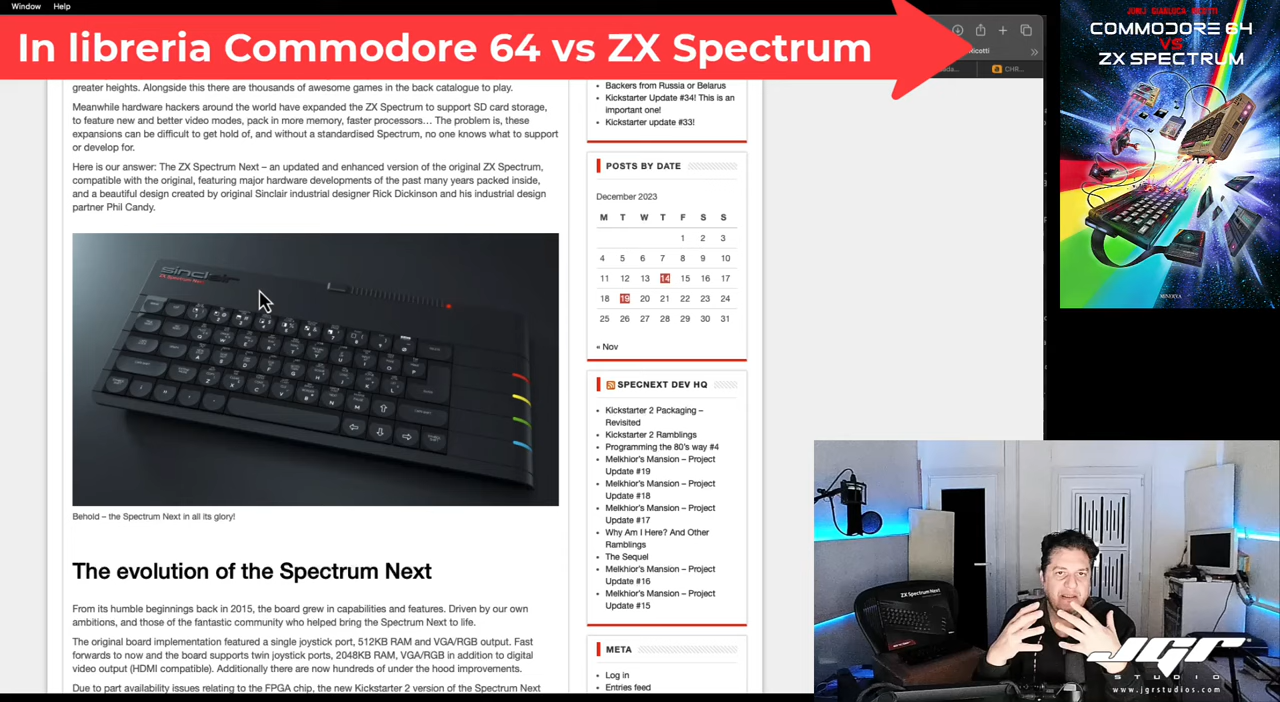 Window Help
In libreria Commodore 64 vs ZX Spectrum
greater heights. Alongside this there are thousands of awesome games in the back catalogue to play.
Meanwhile hardware hackers around the world have expanded the ZX Spectrum to support SD card storage,
to feature new and better video modes, pack in more memory, faster processors… The problem is, these
expansions can be difficult to get hold of, and without a standardised Spectrum, no one knows what to support
or develop for.
Here is our answer: The ZX Spectrum Next – an updated and enhanced version of the original ZX Spectrum,
compatible with the original, featuring major hardware developments of the past many years packed inside,
and a beautiful design created by original Sinclair industrial designer Rick Dickinson and his industrial design
partner Phil Candy.
sinclair
ZX Spectrum Next
Behold – the Spectrum Next in all its glory!
The evolution of the Spectrum Next
From its humble beginnings back in 2015, the board grew in capabilities and features. Driven by our own
ambitions, and those of the fantastic community who helped bring the Spectrum Next to life.
The original board implementation featured a single joystick port, 512KB RAM and VGA/RGB output. Fast
forward to now and the board supports twin joystick ports, 2048KB RAM, VGA/RGB in addition to digital
video output (HDMI compatible). Additionally there are now hundreds of under the hood improvements.
Due to part availability issues relating to the FPGA chip, the new Kickstarter 2 version of the Spectrum Next
Backers from Russia or Belarus
Kickstarter Update #34! This is an
important one!
Kickstarter update #33!
POSTS BY DATE
December 2023
M T W T F S S
1 2 3
4 5 6 7 8 9 10
11 12 13 14 15 16 17
18 19 20 21 22 23 24
25 26 27 28 29 30 31
« Nov
SPECNEXT DEV HQ
Kickstarter 2 Packaging –
Revisited
Kickstarter 2 Ramblings
Programming the 80's way #4
Melkhior's Mansion – Project
Update #19
Melkhior's Mansion – Project
Update #18
Melkhior's Mansion – Project
Update #17
Why Am I Here? And Other
Ramblings
The Sequel
Melkhior's Mansion – Project
Update #16
Melkhior's Mansion – Project
Update #15
META
Log in
Entries feed
CHR...
COMMODORE 64
VS
ZX SPECTRUM
MINERVA
ZX Spectrum Next
JGR
STUDIO
www.jgrstudios.com